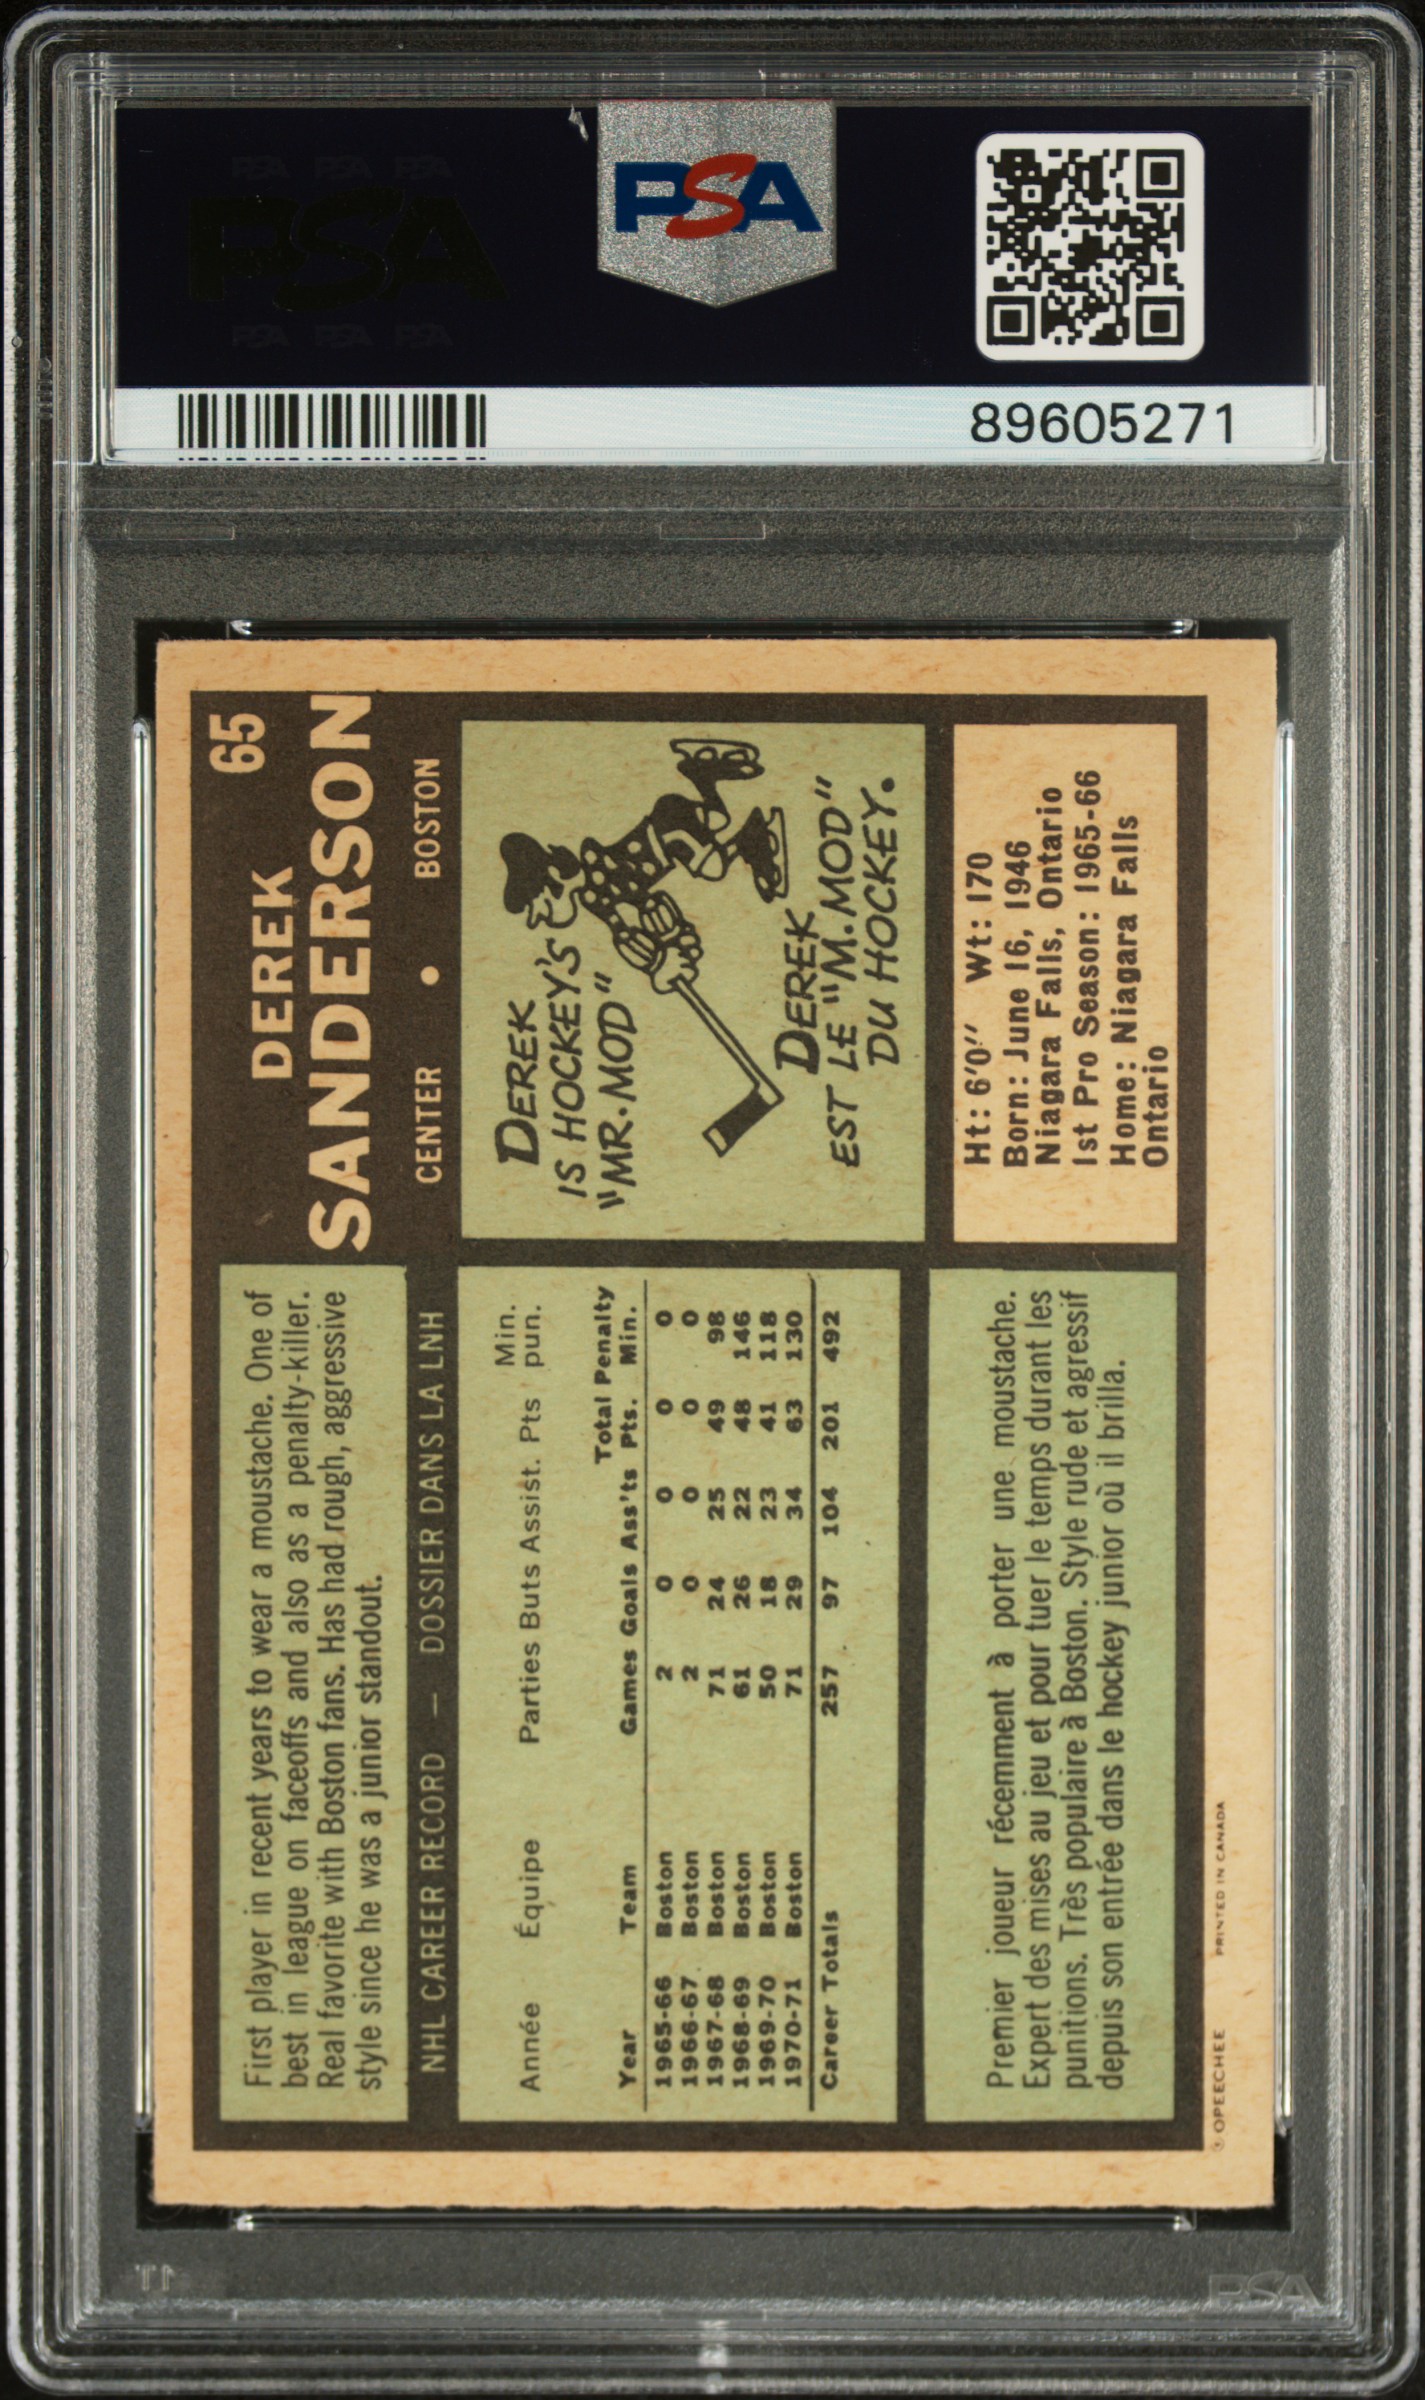 PSA PSA PSA
PSA
PSA PSA PSA
PSA
89605271
65
DEREK
SANDERSON
CENTER • BOSTON
First player in recent years to wear a moustache. One of
best in league on faceoffs and also as a penalty-killer.
Real favorite with Boston fans. Has had rough, aggressive
style since he was a junior standout.
NHL CAREER RECORD — DOSSIER DANS LA LNH
Min.
Année Équipe Parties Buts Assist. Pts pun.
Total Penalty
Year Team Games Goals Ass'ts Pts. Min.
1965-66 Boston 2 0 0 0 0
1966-67 Boston 2 0 0 0 0
1967-68 Boston 71 24 25 49 98
1968-69 Boston 61 26 22 48 146
1969-70 Boston 50 18 23 41 118
1970-71 Boston 71 29 34 63 130
Career Totals 257 97 104 201 492
DEREK
IS HOCKEY'S
"MR. MOD"
DEREK
EST LE "M. MOD"
DU HOCKEY.
Premier joueur récemment à porter une moustache.
Expert des mises au jeu et pour tuer le temps durant les
punitions. Très populaire à Boston. Style rude et agressif
depuis son entrée dans le hockey junior où il brilla.
Ht: 6'0" Wt: 170
Born: June 16, 1946
Niagara Falls, Ontario
1st Pro Season: 1965-66
Home: Niagara Falls
Ontario
© OPEECHEE PRINTED IN CANADA
PSA